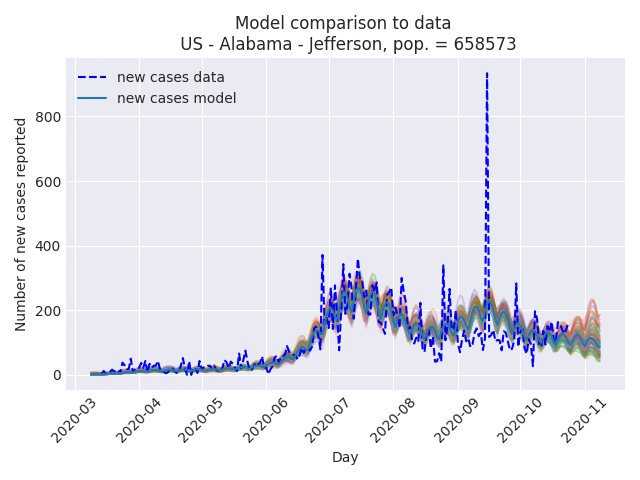 Model comparison to data
US - Alabama - Jefferson, pop. = 658573
new cases data
new cases model
Number of new cases reported
800
600
400
200
0
2020-03
2020-04
2020-05
2020-06
2020-07
2020-08
2020-09
2020-10
2020-11
Day